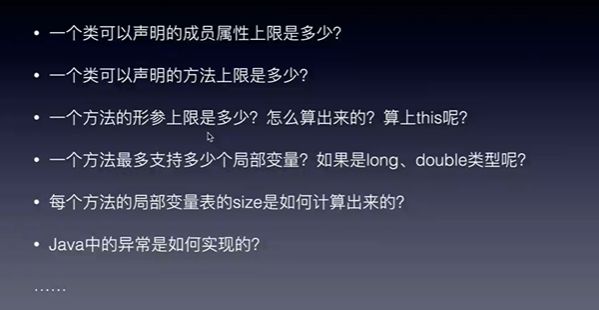 • 一个类可以声明的成员属性上限是多少？
• 一个类可以声明的方法上限是多少？
• 一个方法的形参上限是多少？怎么算出来的？算上this呢？
• 一个方法最多支持多少个局部变量？如果是long、double类型呢？
• 每个方法的局部变量表的size是如何计算出来的？
• Java中的异常是如何实现的？
……